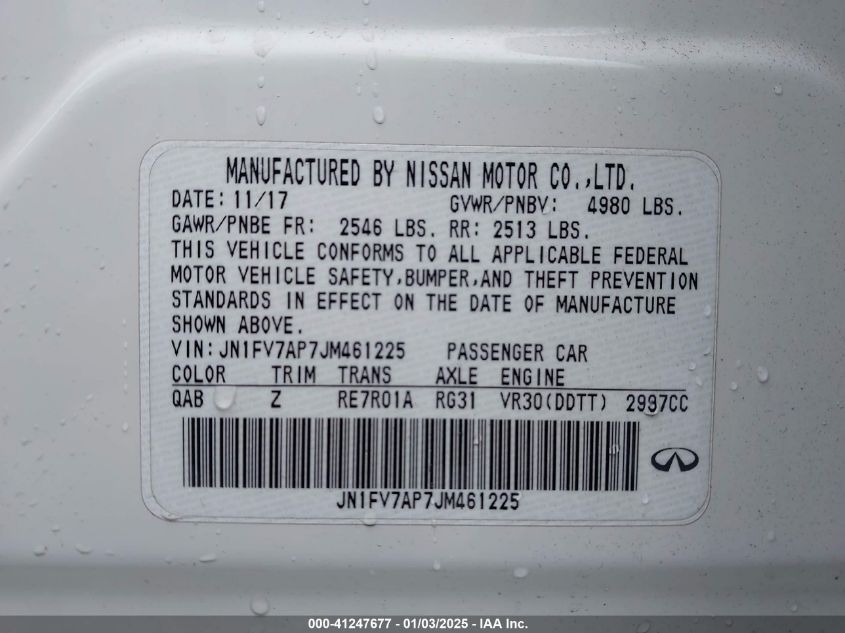 MANUFACTURED BY NISSAN MOTOR CO.,LTD.
DATE: 11/17 GVWR/PNBV: 4980 LBS.
GAWR/PNBE FR: 2546 LBS. RR: 2513 LBS.
THIS VEHICLE CONFORMS TO ALL APPLICABLE FEDERAL
MOTOR VEHICLE SAFETY,BUMPER,AND THEFT PREVENTION
STANDARDS IN EFFECT ON THE DATE OF MANUFACTURE
SHOWN ABOVE.
VIN: JN1FV7AP7JM461225 PASSENGER CAR
COLOR TRIM TRANS AXLE ENGINE
QAB Z RE7R01A RG31 VR30(DDTT) 2997CC
JN1FV7AP7JM461225
000-41247677 - 01/03/2025 - IAA Inc.